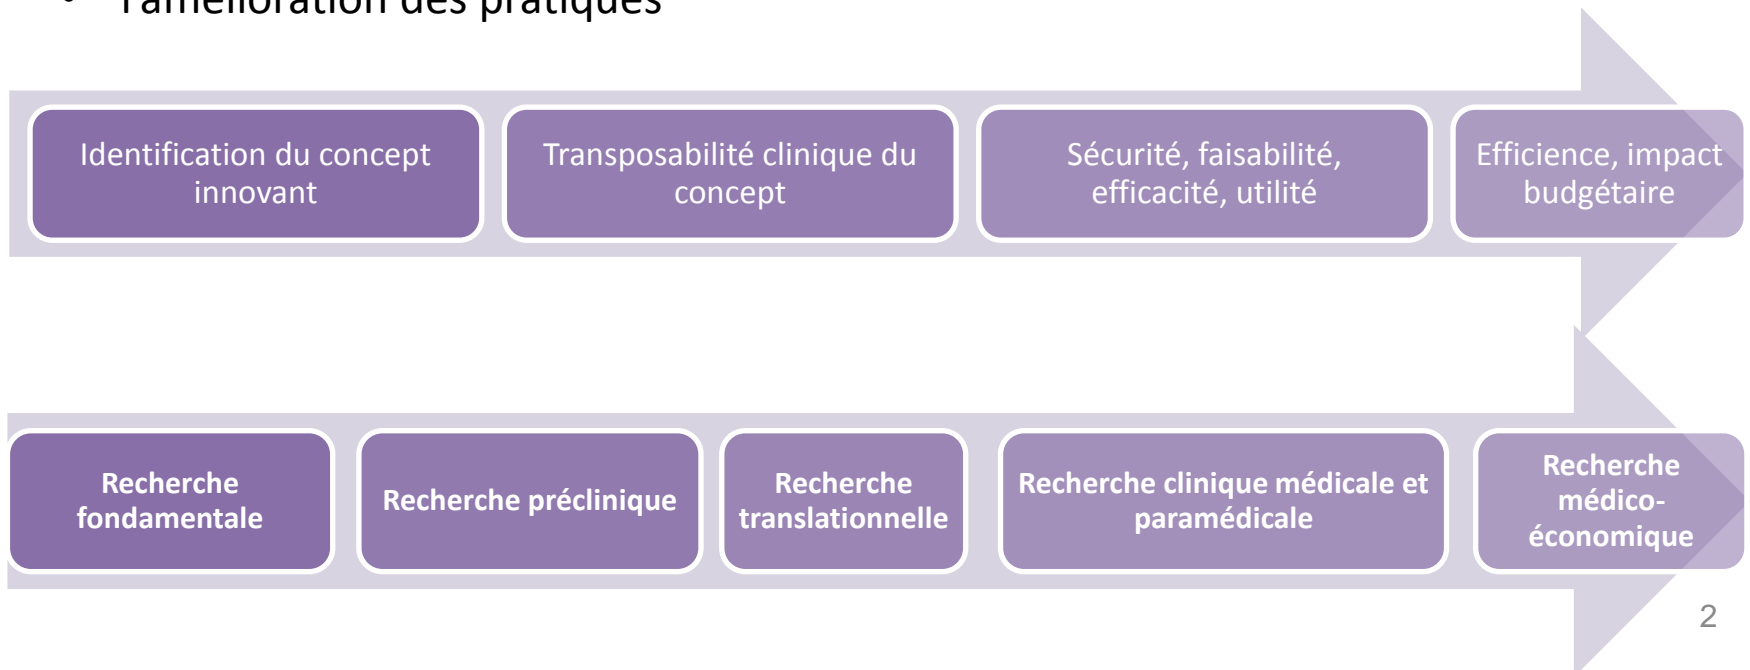 • l'amélioration des pratiques
Identification du concept
innovant
Transposabilité clinique du
concept
Sécurité, faisabilité,
efficacité, utilité
Efficience, impact
budgétaire
Recherche
fondamentale
Recherche préclinique
Recherche
translationnelle
Recherche clinique médicale et
paramédicale
Recherche
médico-
économique
2